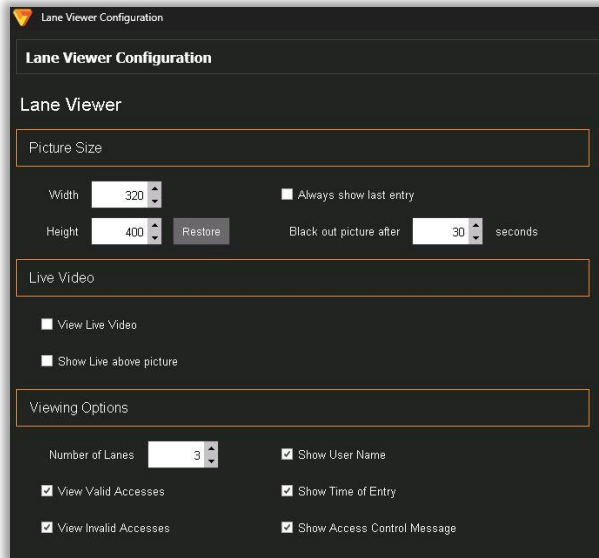 Lane Viewer Configuration
Lane Viewer Configuration
Lane Viewer
Picture Size
Width 320 Always show last entry
Height 400 Restore Black out picture after 30 seconds
Live Video
View Live Video
Show Live above picture
Viewing Options
Number of Lanes 3 Show User Name
View Valid Accesses Show Time of Entry
View Invalid Accesses Show Access Control Message